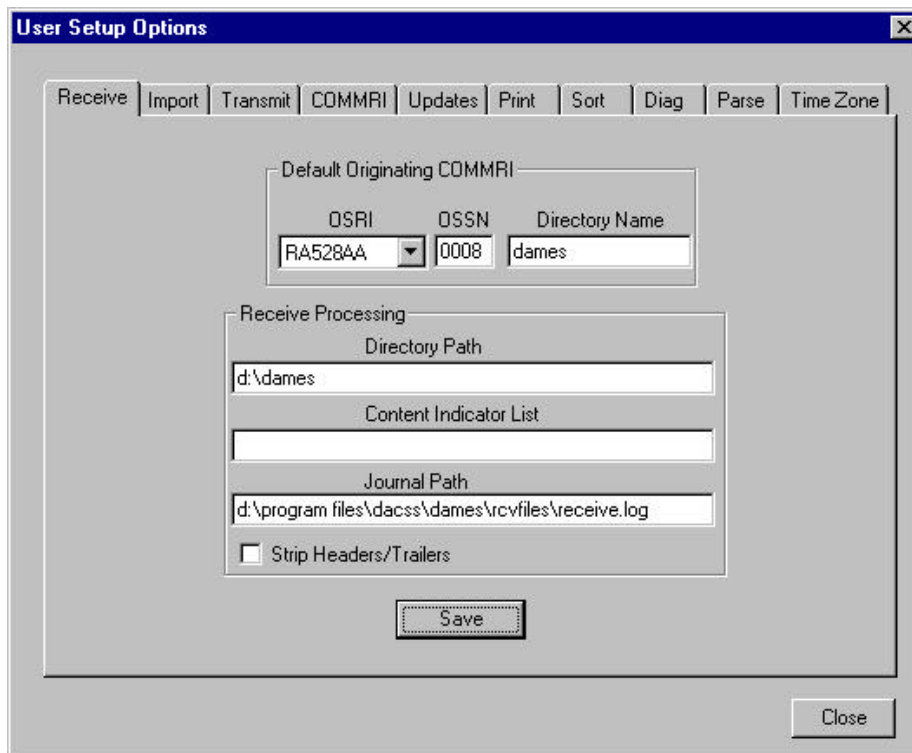 User Setup Options
Receive Import Transmit COMMRI Updates Print Sort Diag Parse Time Zone
Default Originating COMMRI
OSRI OSSN Directory Name
RA528AA 0008 dames
Receive Processing
Directory Path
d:\dames
Content Indicator List
Journal Path
d:\program files\dacss\dames\rcvfiles\receive.log
Strip Headers/Trailers
Save
Close